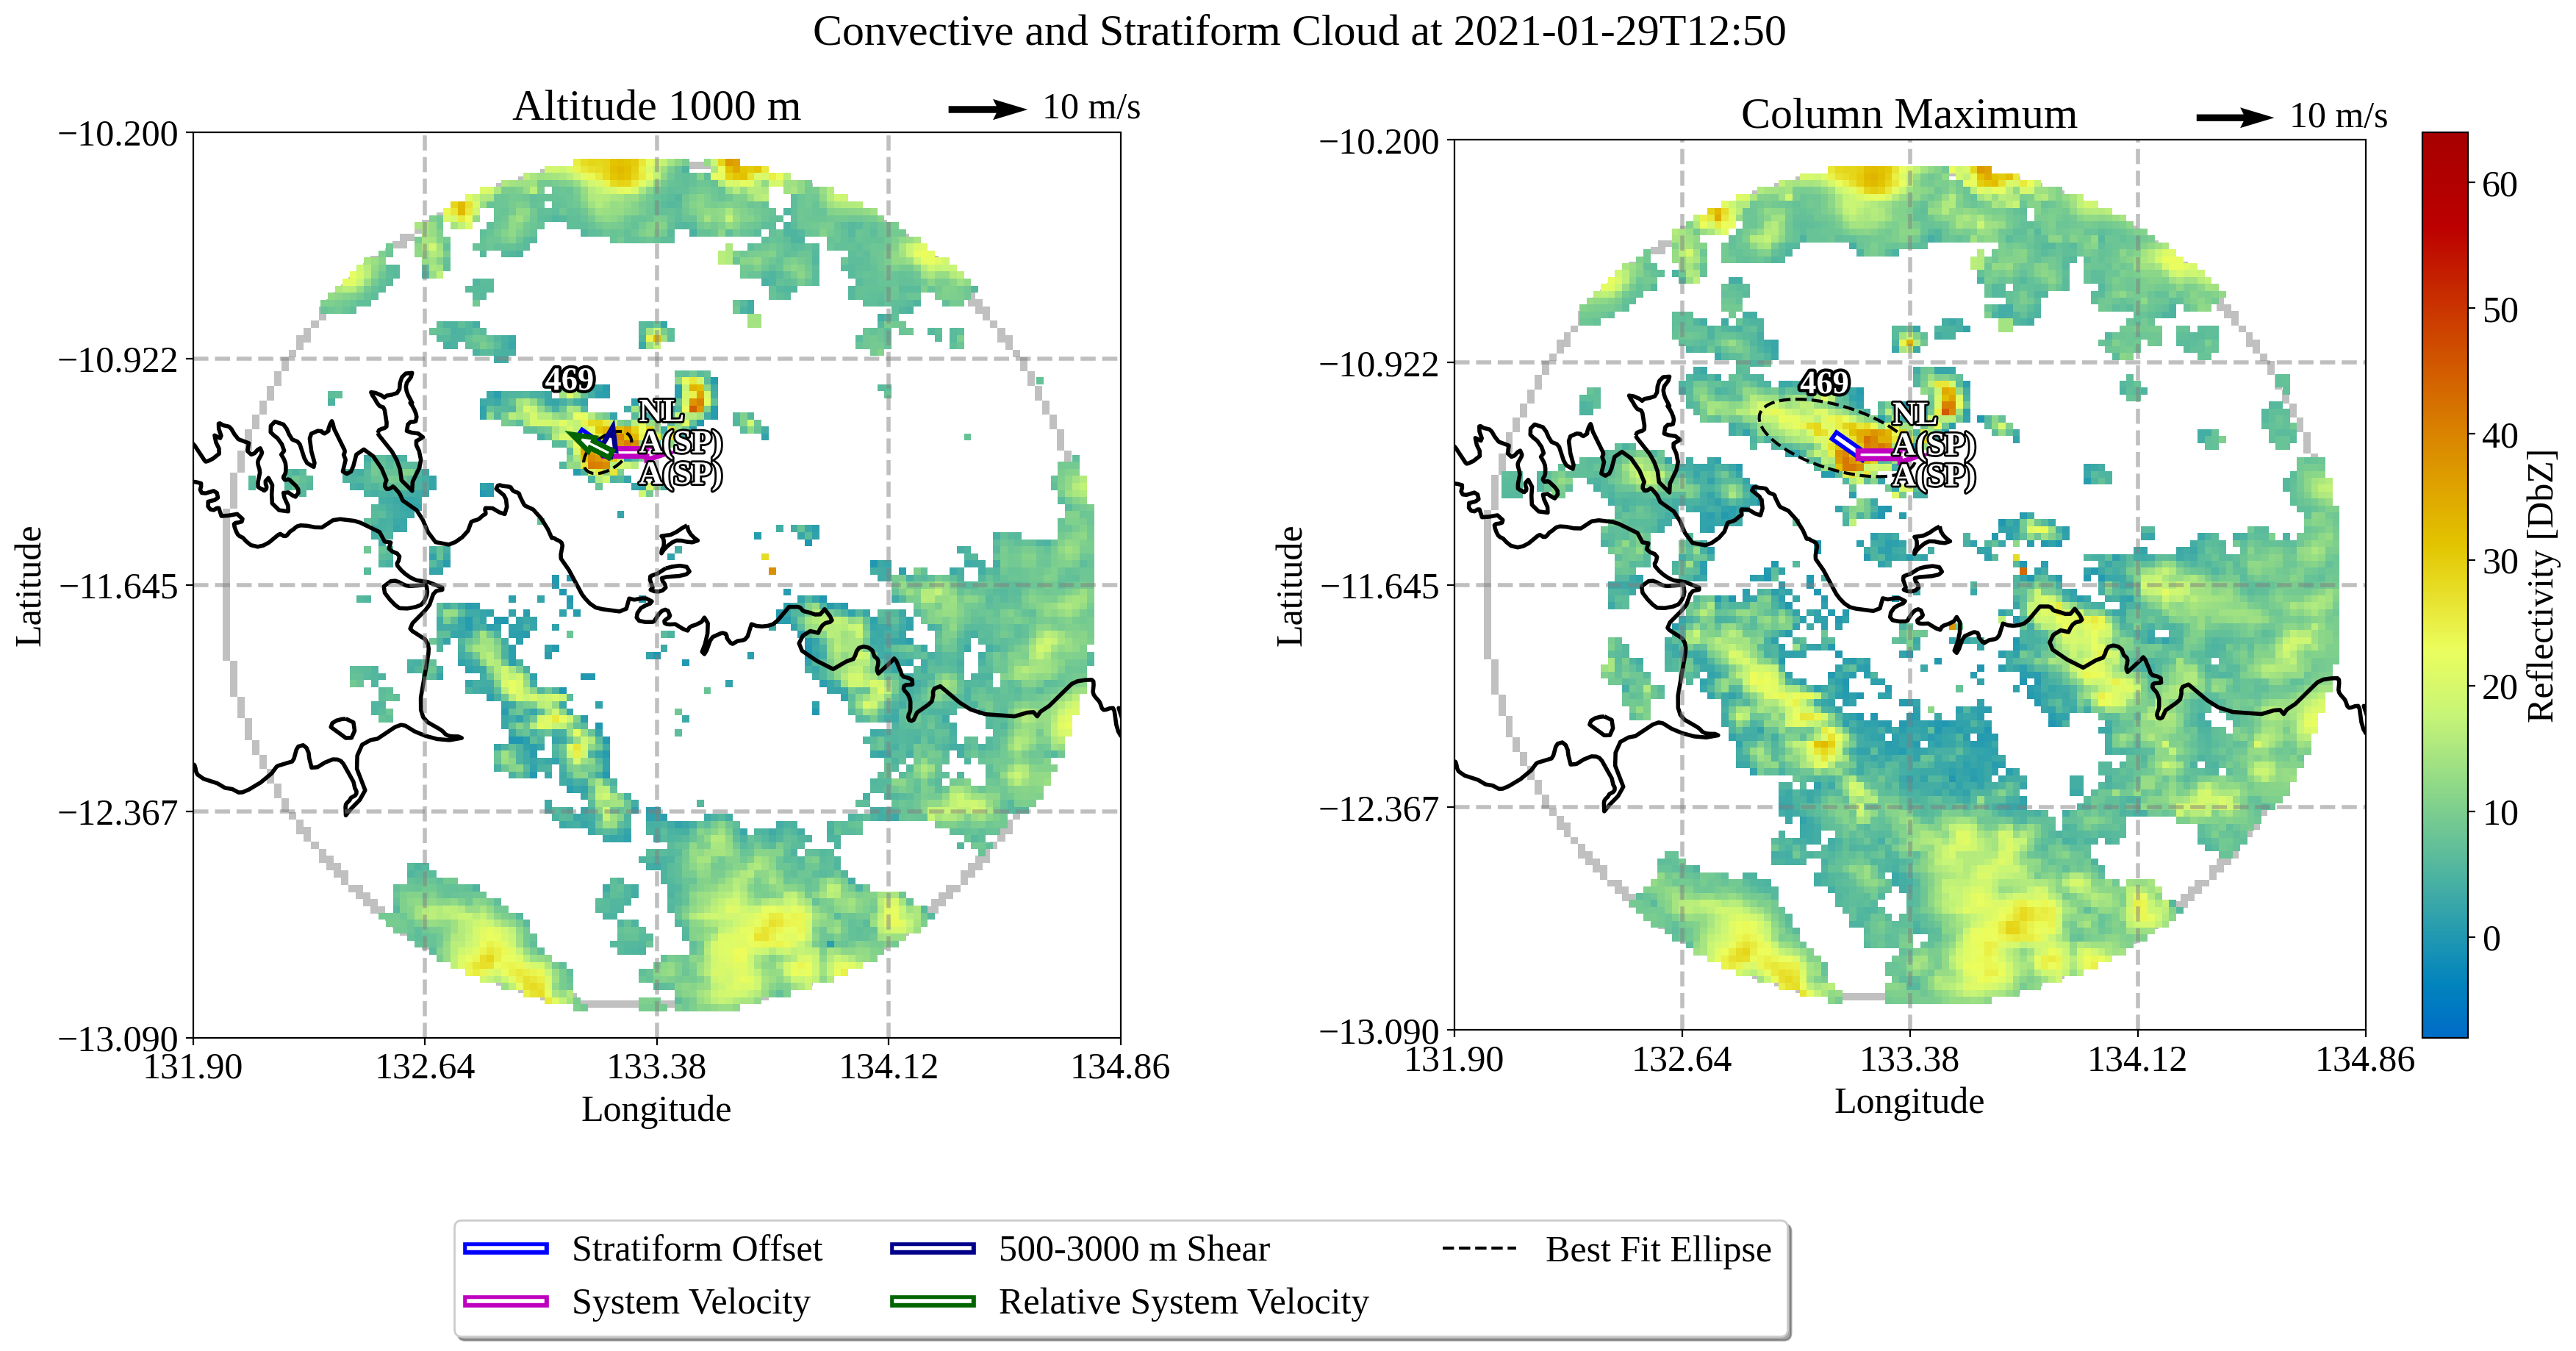 Convective and Stratiform Cloud at 2021-01-29T12:50
Altitude 1000 m
10 m/s
−10.200
−10.922
−11.645
−12.367
−13.090
131.90
132.64
133.38
134.12
134.86
Latitude
Longitude
469
NL
A(SP)
A(SP)
Column Maximum
10 m/s
−10.200
−10.922
−11.645
−12.367
−13.090
131.90
132.64
133.38
134.12
134.86
Latitude
Longitude
469
NL
A(SP)
A(SP)
60
50
40
30
20
10
0
Reflectivity [DbZ]
Stratiform Offset
System Velocity
500-3000 m Shear
Relative System Velocity
Best Fit Ellipse